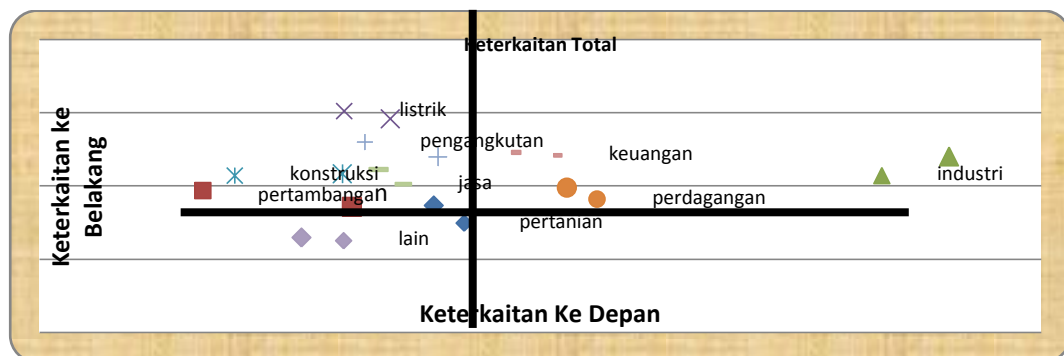 Keterkaitan Total
listrik
pengangkutan
keuangan
konstruksi
jasa
industri
pertambangan
perdagangan
pertanian
lain
Keterkaitan ke
Belakang
Keterkaitan Ke Depan